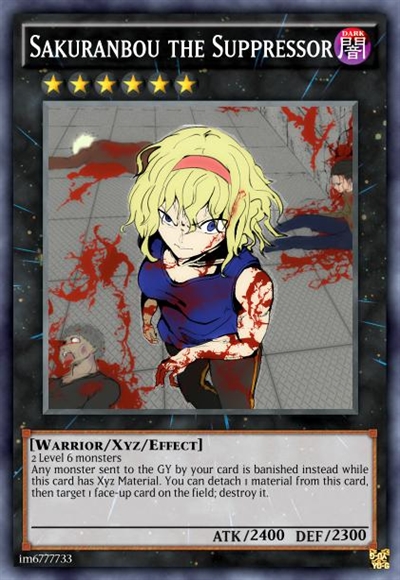 SAKURANBOU THE SUPPRESSOR
DARK
闇
[WARRIOR/XYZ/EFFECT]
2 Level 6 monsters
Any monster sent to the GY by your card is banished instead while
this card has Xyz Material. You can detach 1 material from this card,
then target 1 face-up card on the field; destroy it.
ATK/2400 DEF/2300
im6777733